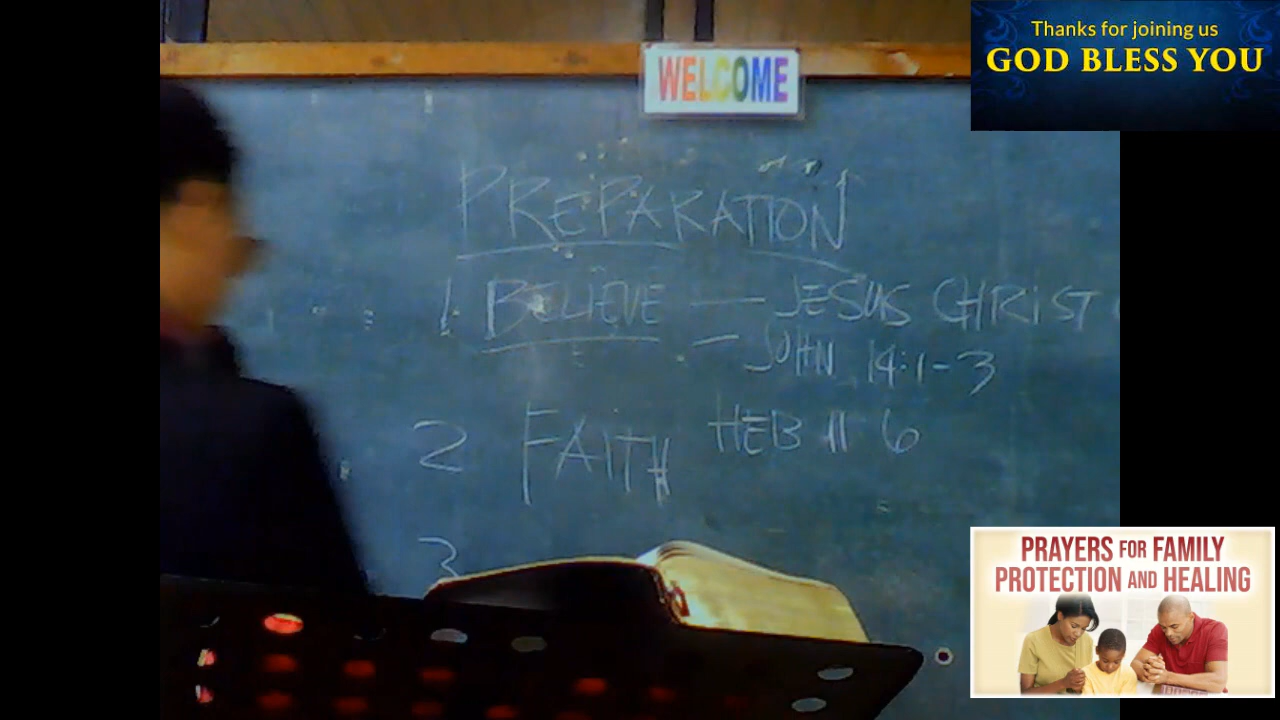 Thanks for joining us
GOD BLESS YOU
WELCOME
PREPARATION
1. BELIEVE — JESUS CHRIST
— JOHN 14:1-3
2 FAITH HEB 11 6
3
PRAYERS FOR FAMILY
PROTECTION AND HEALING